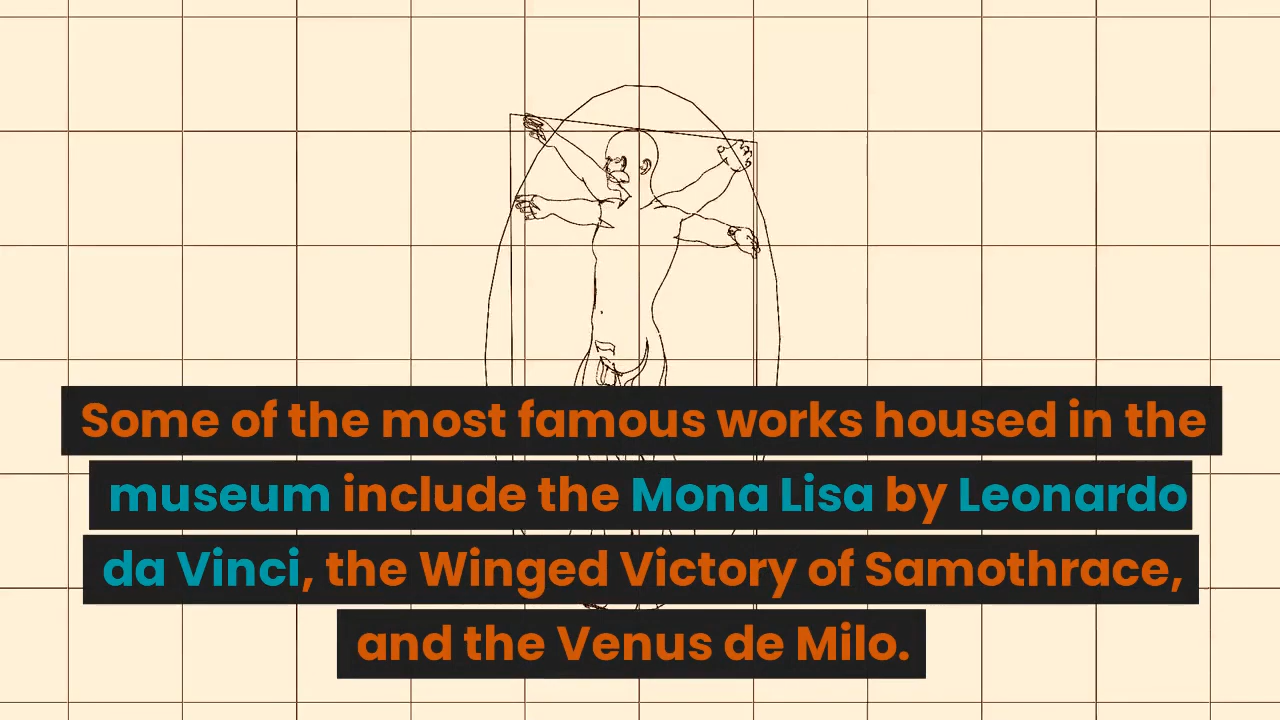 Some of the most famous works housed in the
museum include the Mona Lisa by Leonardo
da Vinci, the Winged Victory of Samothrace,
and the Venus de Milo.